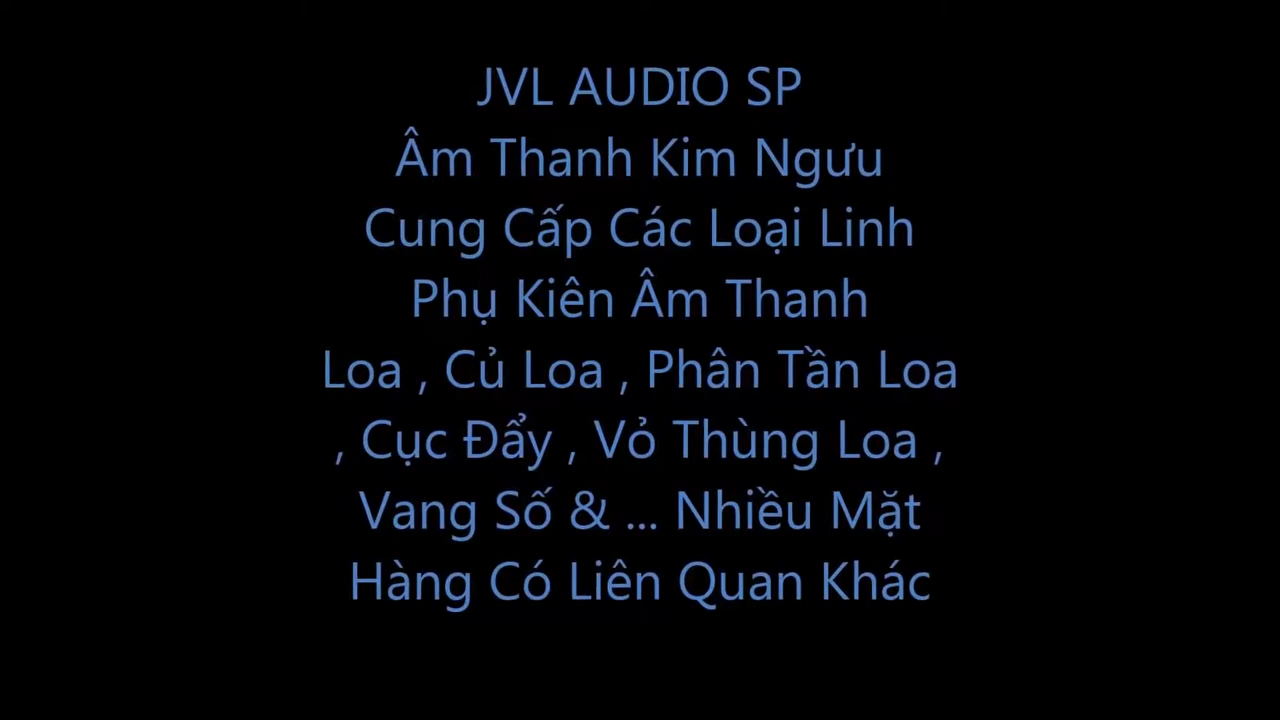 JVL AUDIO SP
Âm Thanh Kim Ngưu
Cung Cấp Các Loại Linh
Phụ Kiên Âm Thanh
Loa , Củ Loa , Phân Tần Loa
, Cục Đẩy , Vỏ Thùng Loa ,
Vang Số & ... Nhiều Mặt
Hàng Có Liên Quan Khác